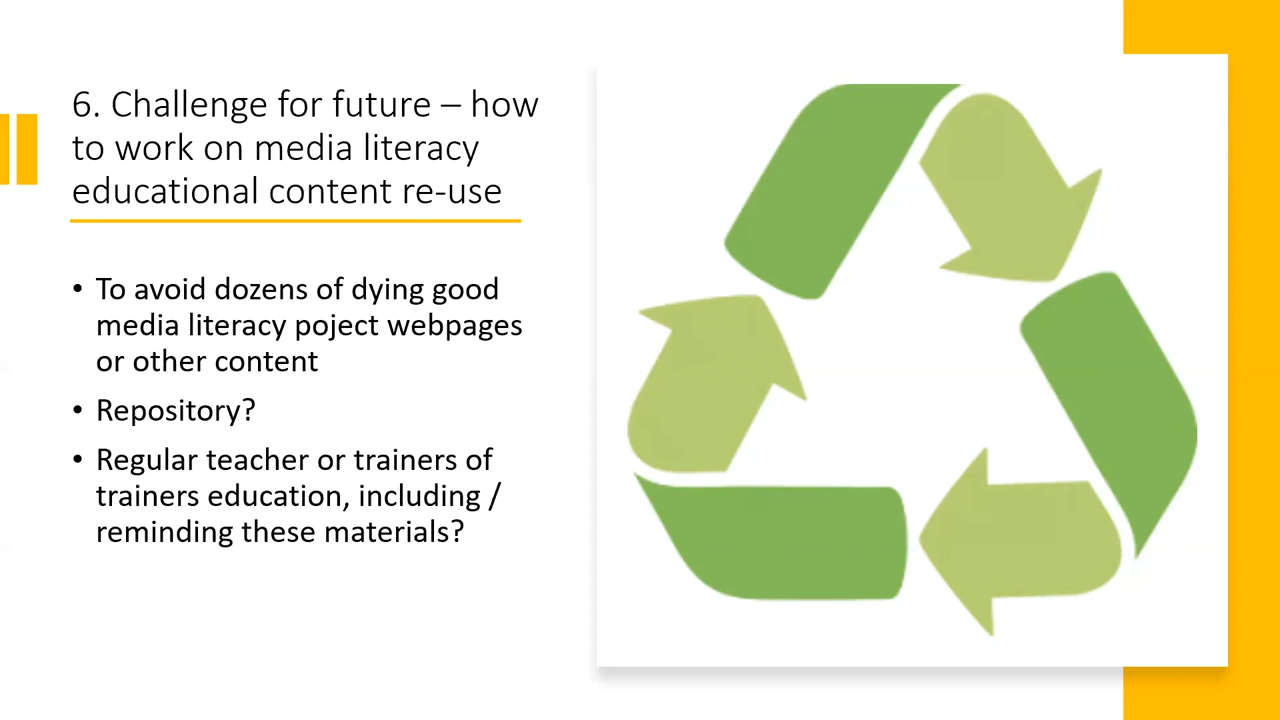 6. Challenge for future – how
to work on media literacy
educational content re-use
• To avoid dozens of dying good
media literacy poject webpages
or other content
• Repository?
• Regular teacher or trainers of
trainers education, including /
reminding these materials?